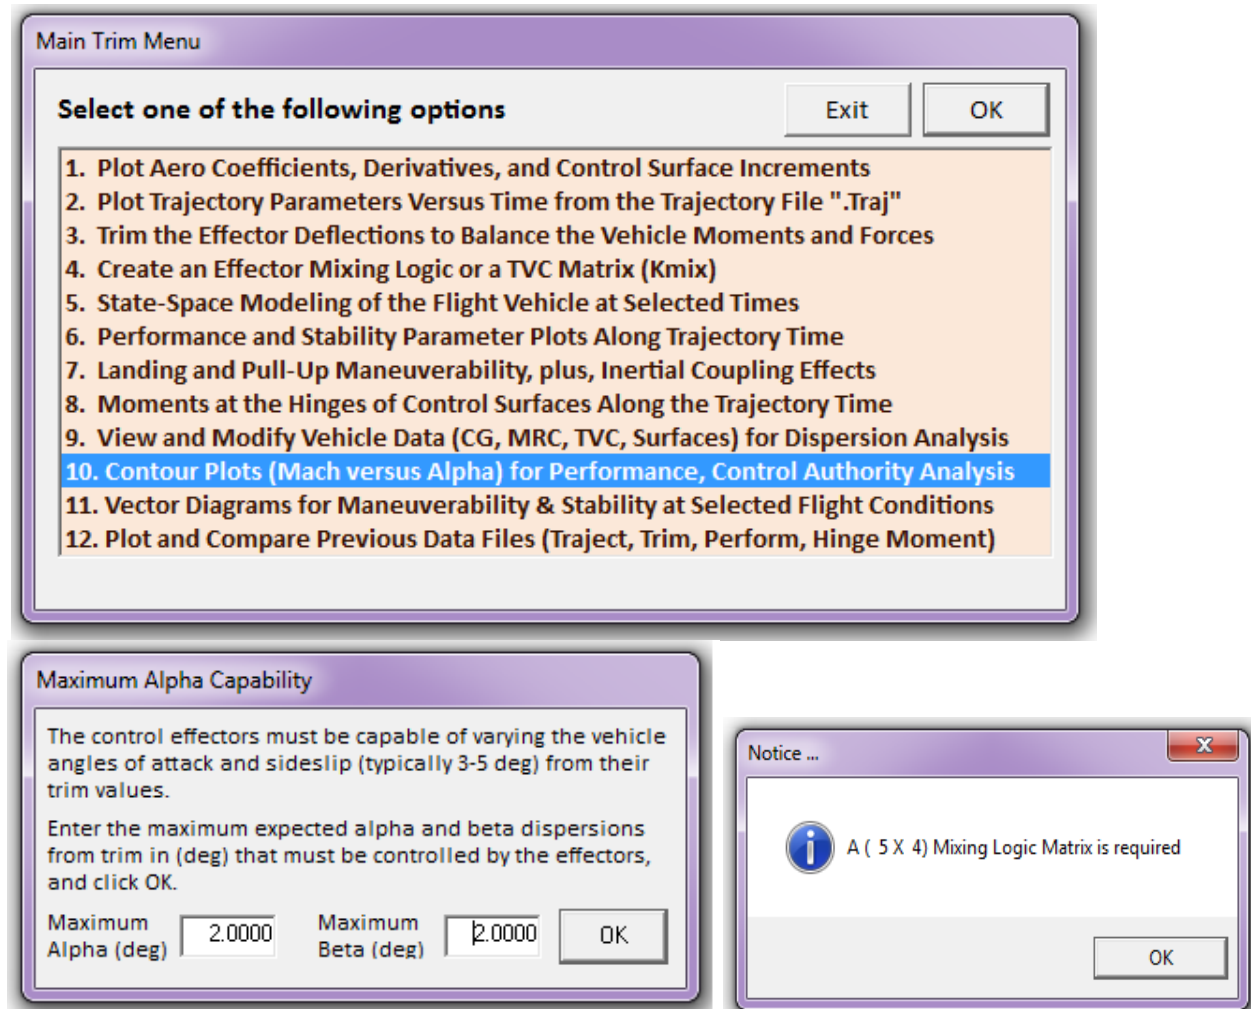 Main Trim Menu
Select one of the following options
Exit
OK
1. Plot Aero Coefficients, Derivatives, and Control Surface Increments
2. Plot Trajectory Parameters Versus Time from the Trajectory File ".Traj"
3. Trim the Effector Deflections to Balance the Vehicle Moments and Forces
4. Create an Effector Mixing Logic or a TVC Matrix (Kmix)
5. State-Space Modeling of the Flight Vehicle at Selected Times
6. Performance and Stability Parameter Plots Along Trajectory Time
7. Landing and Pull-Up Maneuverability, plus, Inertial Coupling Effects
8. Moments at the Hinges of Control Surfaces Along the Trajectory Time
9. View and Modify Vehicle Data (CG, MRC, TVC, Surfaces) for Dispersion Analysis
10. Contour Plots (Mach versus Alpha) for Performance, Control Authority Analysis
11. Vector Diagrams for Maneuverability & Stability at Selected Flight Conditions
12. Plot and Compare Previous Data Files (Traject, Trim, Perform, Hinge Moment)
Maximum Alpha Capability
The control effectors must be capable of varying the vehicle
angles of attack and sideslip (typically 3-5 deg) from their
trim values.
Enter the maximum expected alpha and beta dispersions
from trim in (deg) that must be controlled by the effectors,
and click OK.
Maximum
Alpha (deg)
2.0000
Maximum
Beta (deg)
2.0000
OK
Notice ...
A ( 5 X 4) Mixing Logic Matrix is required
OK